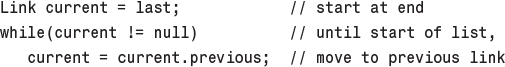 Link current = last;           // start at end
while(current != null)         // until start of list,
   current = current.previous;  // move to previous link